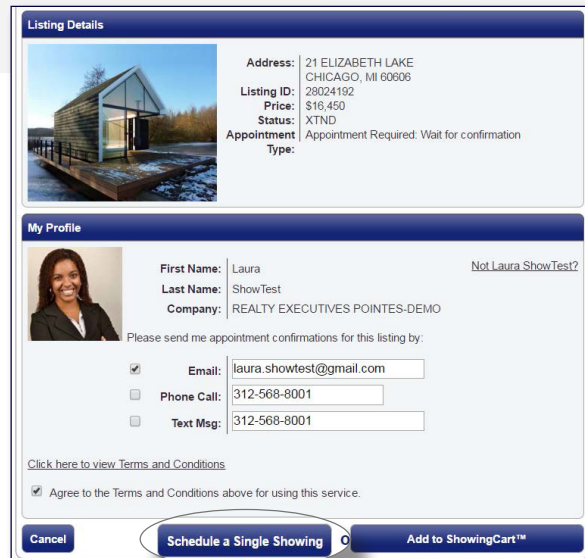 Listing Details
Address: 21 ELIZABETH LAKE
CHICAGO, MI 60606
Listing ID: 28024192
Price: $16,450
Status: XTND
Appointment Type: Appointment Required: Wait for confirmation
My Profile
First Name: Laura
Not Laura ShowTest?
Last Name: ShowTest
Company: REALTY EXECUTIVES POINTES-DEMO
Please send me appointment confirmations for this listing by:
Email: laura.showtest@gmail.com
Phone Call: 312-568-8001
Text Msg: 312-568-8001
Click here to view Terms and Conditions
Agree to the Terms and Conditions above for using this service.
Cancel
Schedule a Single Showing
Add to ShowingCart™